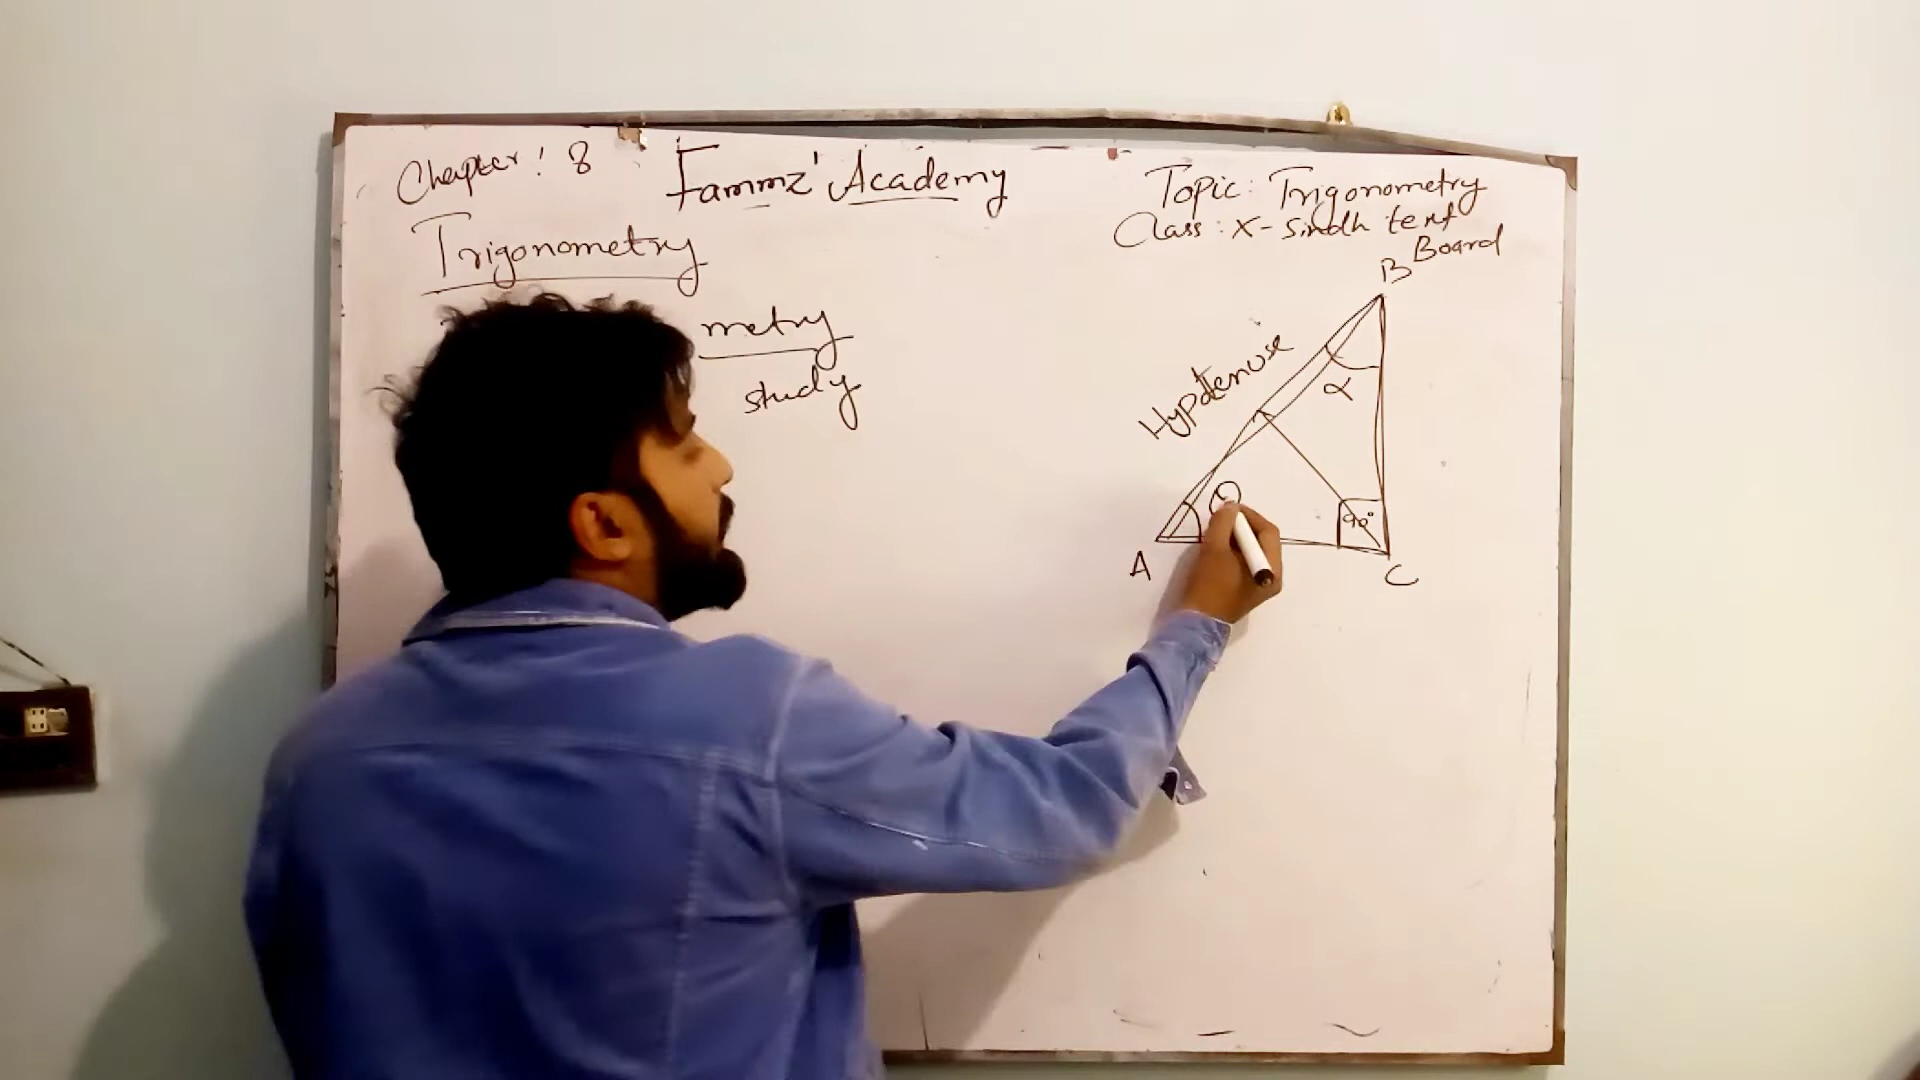 Chapter: 8
Fammz' Academy
Topic: Trigonometry
Class: X- Sindh text
Board
Trigonometry
metry
study
B
Hypotenuse
α
90°
A
C